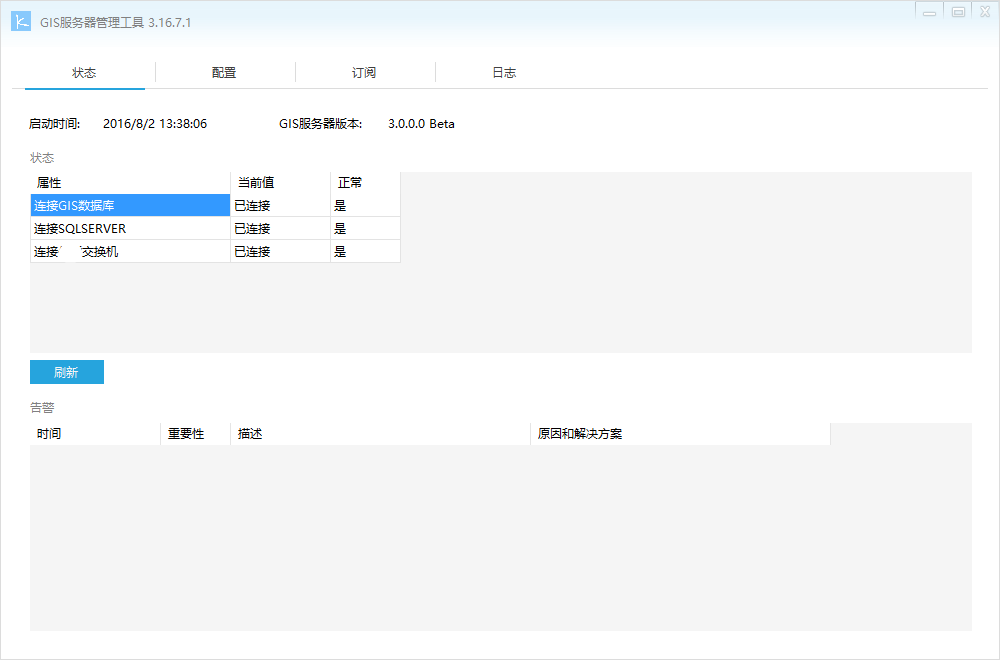 GIS服务器管理工具 3.16.7.1
状态 配置 订阅 日志
启动时间: 2016/8/2 13:38:06 GIS服务器版本: 3.0.0.0 Beta
状态
属性 当前值 正常
连接GIS数据库 已连接 是
连接SQLSERVER 已连接 是
连接 交换机 已连接 是
刷新
告警
时间 重要性 描述 原因和解决方案